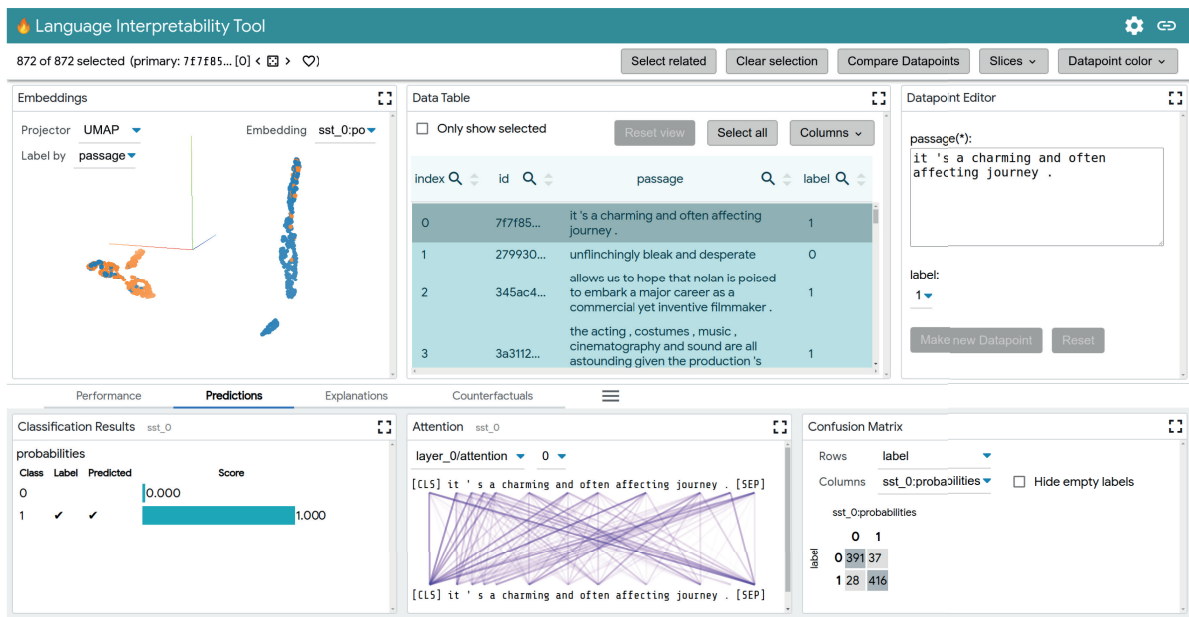 Language Interpretability Tool
872 of 872 selected (primary: 7f7f85... [0] < > )
Select related
Clear selection
Compare Datapoints
Slices
Datapoint color
Embeddings
Projector UMAP
Embedding sst_0:po
Label by passage
Data Table
Only show selected
Reset view
Select all
Columns
index id passage label
0 7f7f85... it 's a charming and often affecting
journey . 1
1 279930... unflinchingly bleak and desperate 0
allows us to hope that nolan is poised
2 345ac4... to embark a major career as a 1
commercial yet inventive filmmaker .
the acting , costumes , music ,
cinematography and sound are all
3 3a3112... astounding given the production 's 1
Datapoint Editor
passage(*):
it 's a charming and often
affecting journey .
label:
1
Make new Datapoint
Reset
Performance
Predictions
Explanations
Counterfactuals
Classification Results sst_0
probabilities
Class Label Predicted Score
0 0.000
1 ✔ ✔ 1.000
Attention sst_0
layer_0/attention 0
[CLS] it ' s a charming and often affecting journey . [SEP]
[CLS] it ' s a charming and often affecting journey . [SEP]
Confusion Matrix
Rows label
Columns sst_0:probabilities
Hide empty labels
sst_0:probabilities
0 1
label
0 391 37
1 28 416